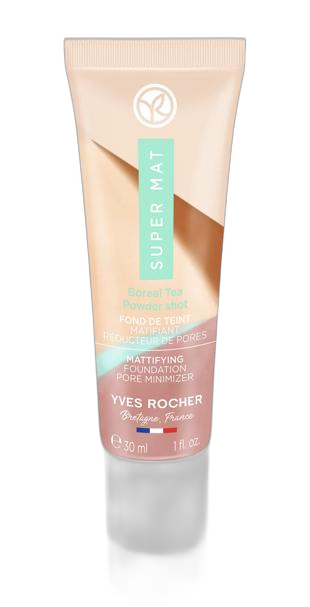 SUPER MAT
Boreal Tea
Powder shot
FOND DE TEINT
MATIFIANT
RÉDUCTEUR DE PORES
MATTIFYING
FOUNDATION
PORE MINIMIZER
YVES ROCHER
Bretagne, France
℮ 30 ml 1 fl. oz.